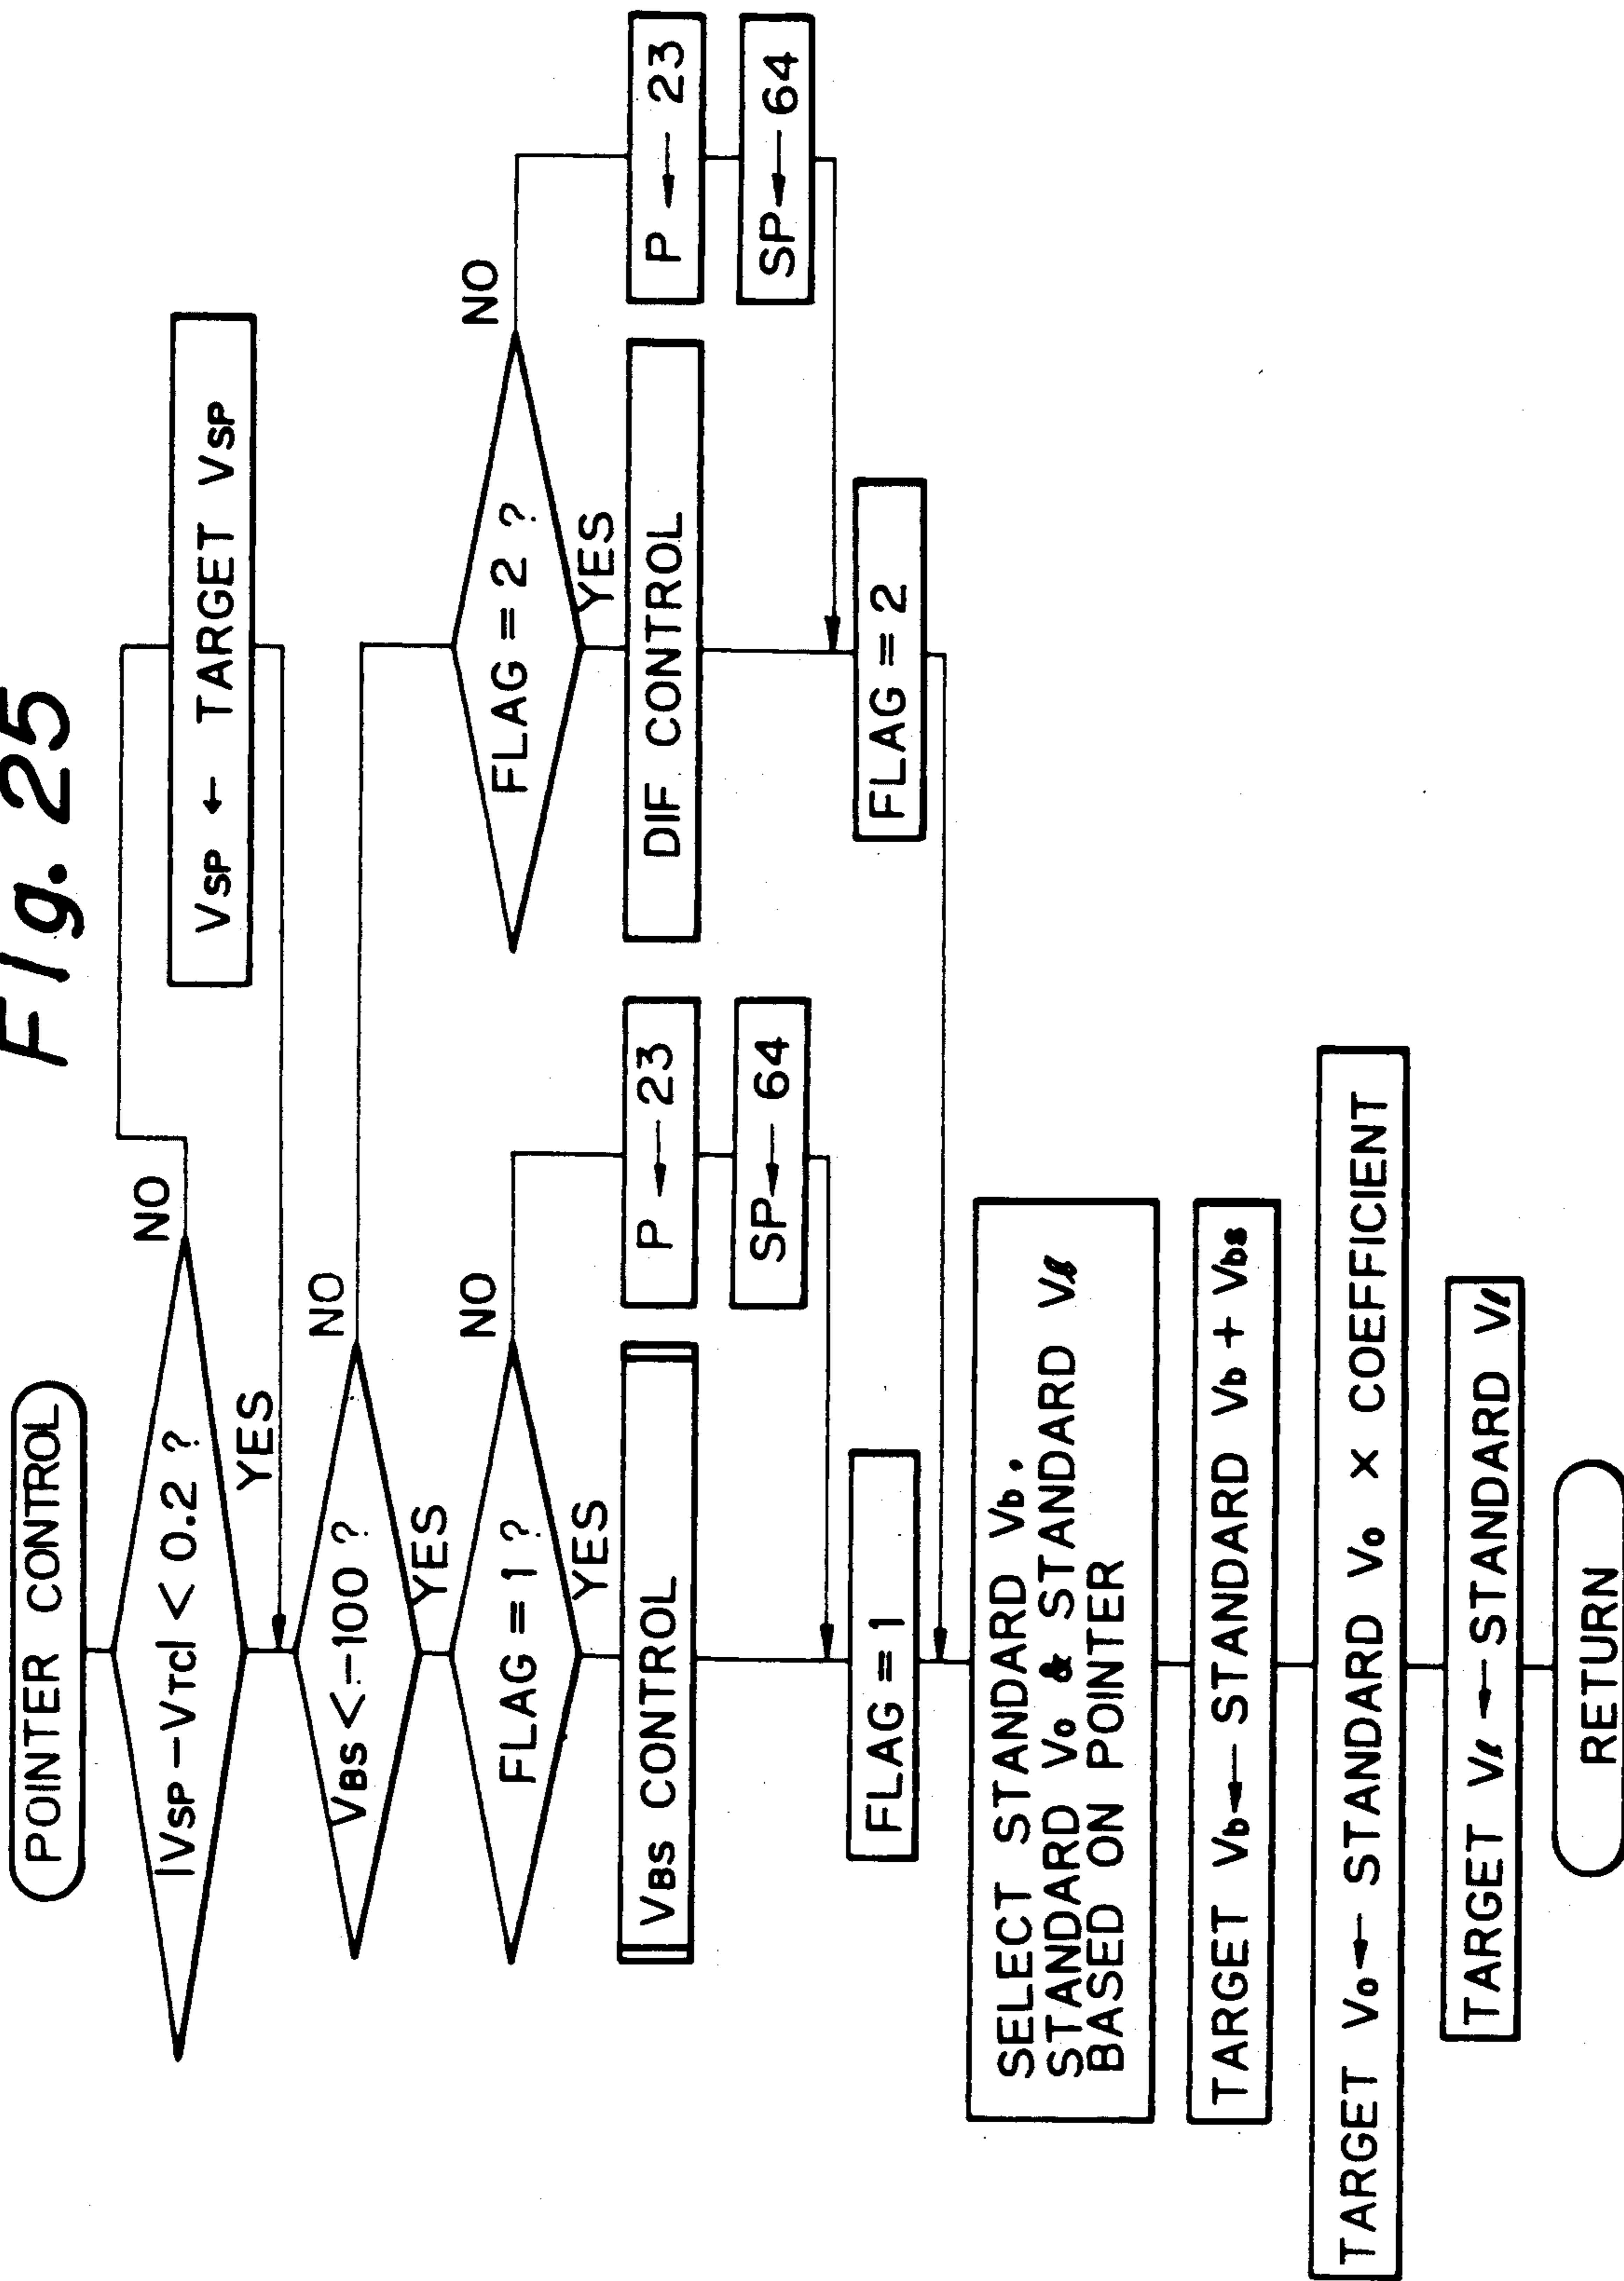 Fig. 25
POINTER CONTROL
|VSP－VTC|＜0.2 ?
NO
YES
VSP ← TARGET VSP
VBS＜－100 ?
NO
YES
FLAG＝1 ?
NO
YES
VBS CONTROL
P ← 23
SP← 64
FLAG＝1
FLAG＝2 ?
NO
YES
DIF CONTROL
P ← 23
SP← 64
FLAG＝2
SELECT STANDARD Vb,
STANDARD Vo & STANDARD Vℓ
BASED ON POINTER
TARGET Vb← STANDARD Vb + Vbs
TARGET Vo← STANDARD Vo × COEFFICIENT
TARGET Vℓ ←STANDARD Vℓ
RETURN